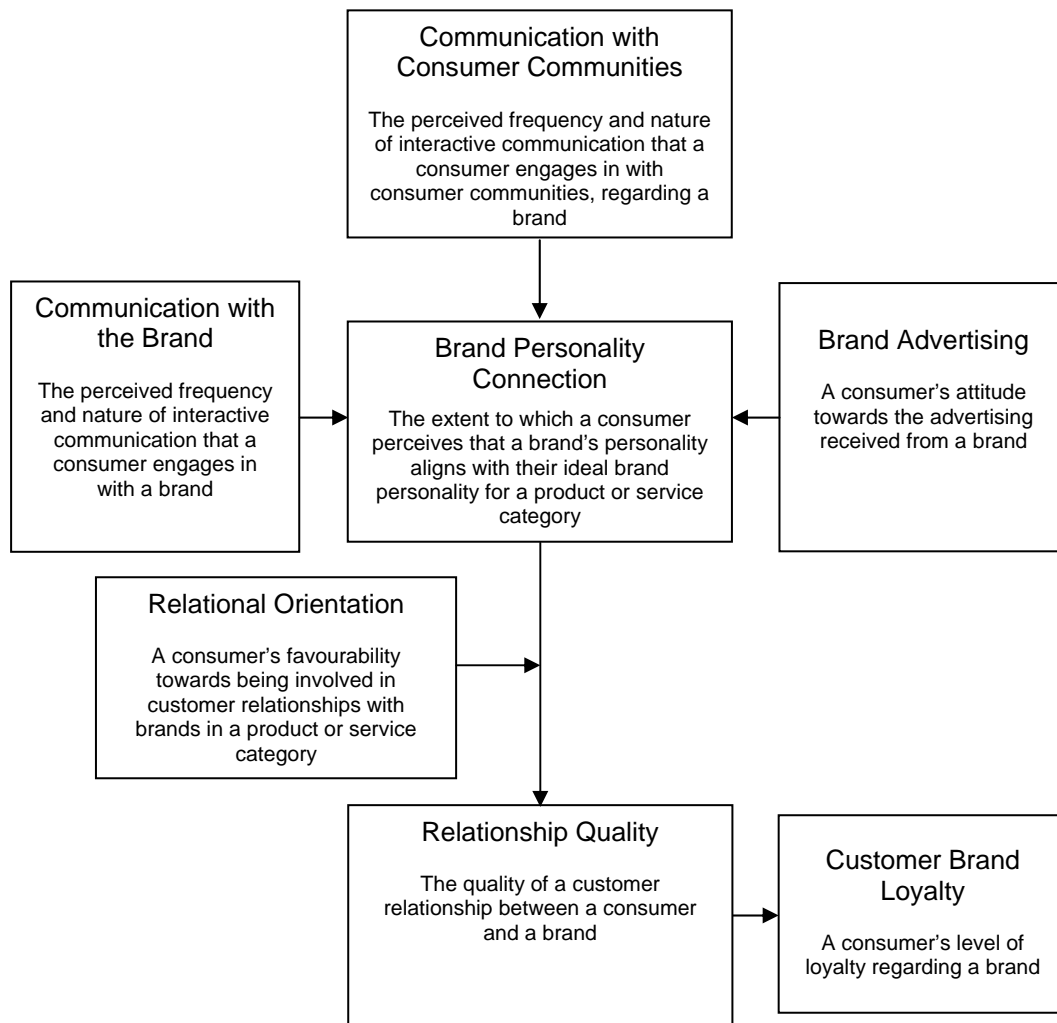 Communication with
Consumer Communities
The perceived frequency and nature
of interactive communication that a
consumer engages in with
consumer communities, regarding a
brand
Communication with
the Brand
The perceived frequency
and nature of interactive
communication that a
consumer engages in
with a brand
Brand Personality
Connection
The extent to which a consumer
perceives that a brand’s personality
aligns with their ideal brand
personality for a product or service
category
Brand Advertising
A consumer’s attitude
towards the advertising
received from a brand
Relational Orientation
A consumer’s favourability
towards being involved in
customer relationships with
brands in a product or service
category
Relationship Quality
The quality of a customer
relationship between a consumer
and a brand
Customer Brand
Loyalty
A consumer’s level of
loyalty regarding a brand